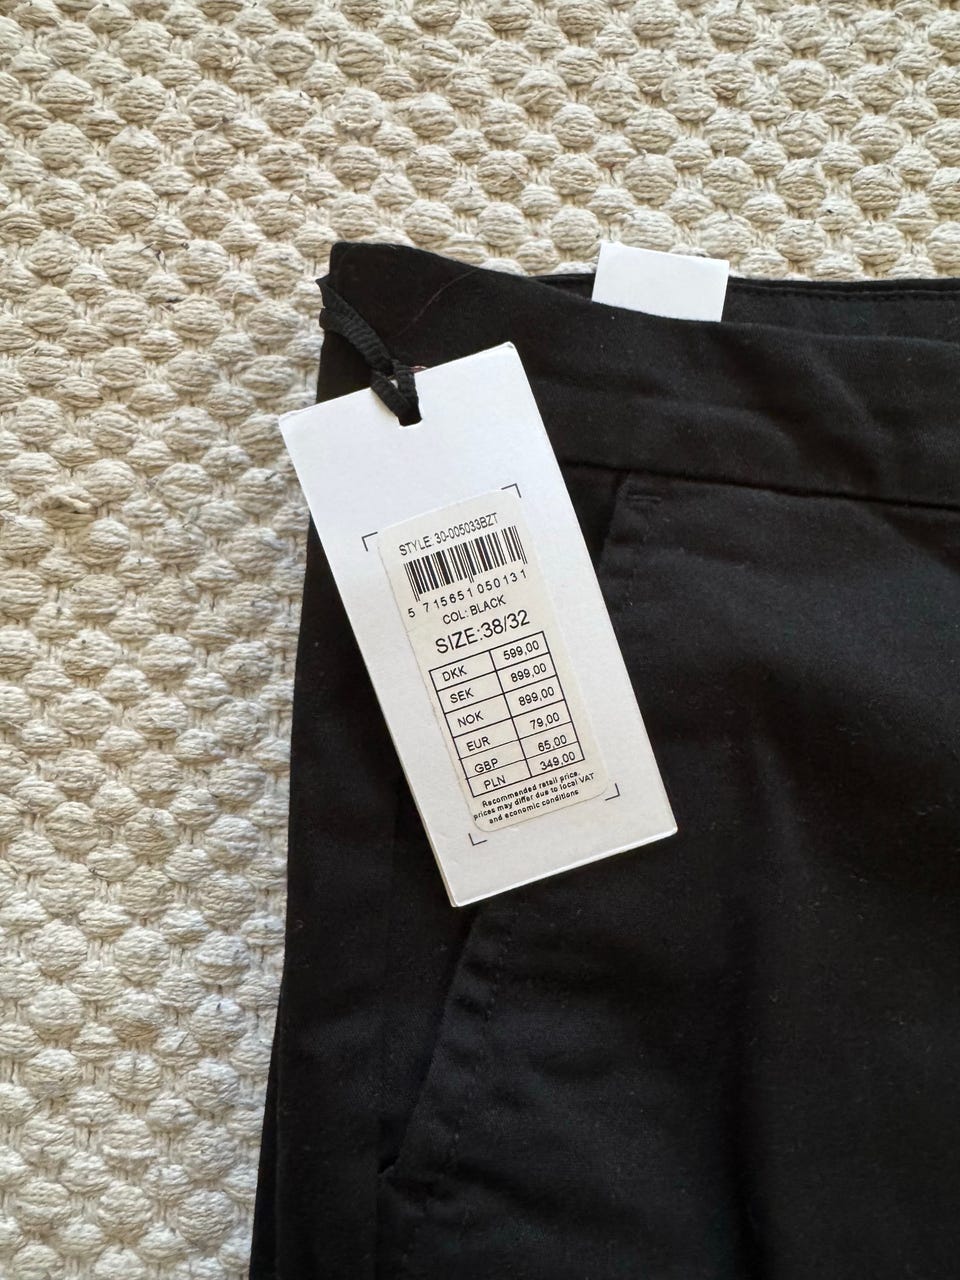 STYLE: 30-005033BZT
5 715651 050131
COL: BLACK
SIZE:38/32
DKK 599,00
SEK 899,00
NOK 899,00
EUR 79,00
GBP 65,00
PLN 349,00
Recommended retail price,
prices may differ due to local VAT
and economic conditions